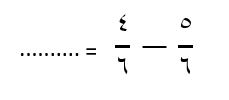 ٥/٦ − ٤/٦ = ..........